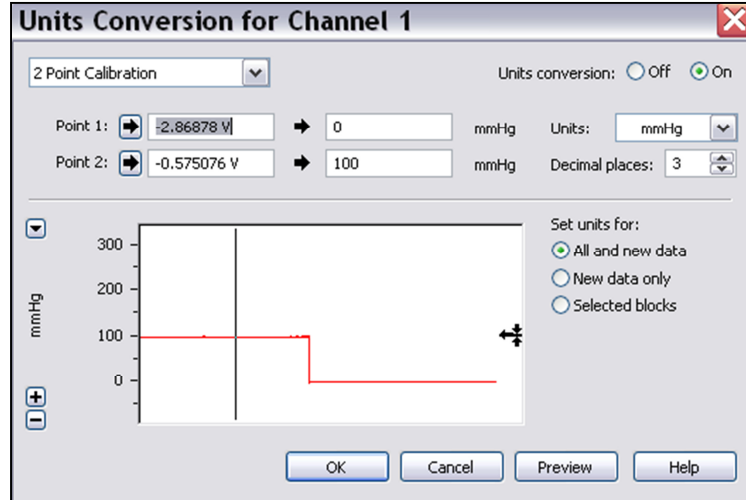 Units Conversion for Channel 1
2 Point Calibration
Units conversion: Off On
Point 1: -2.86878 V 0 mmHg Units: mmHg
Point 2: -0.575076 V 100 mmHg Decimal places: 3
Set units for:
All and new data
New data only
Selected blocks
mmHg
300
200
100
0
OK Cancel Preview Help